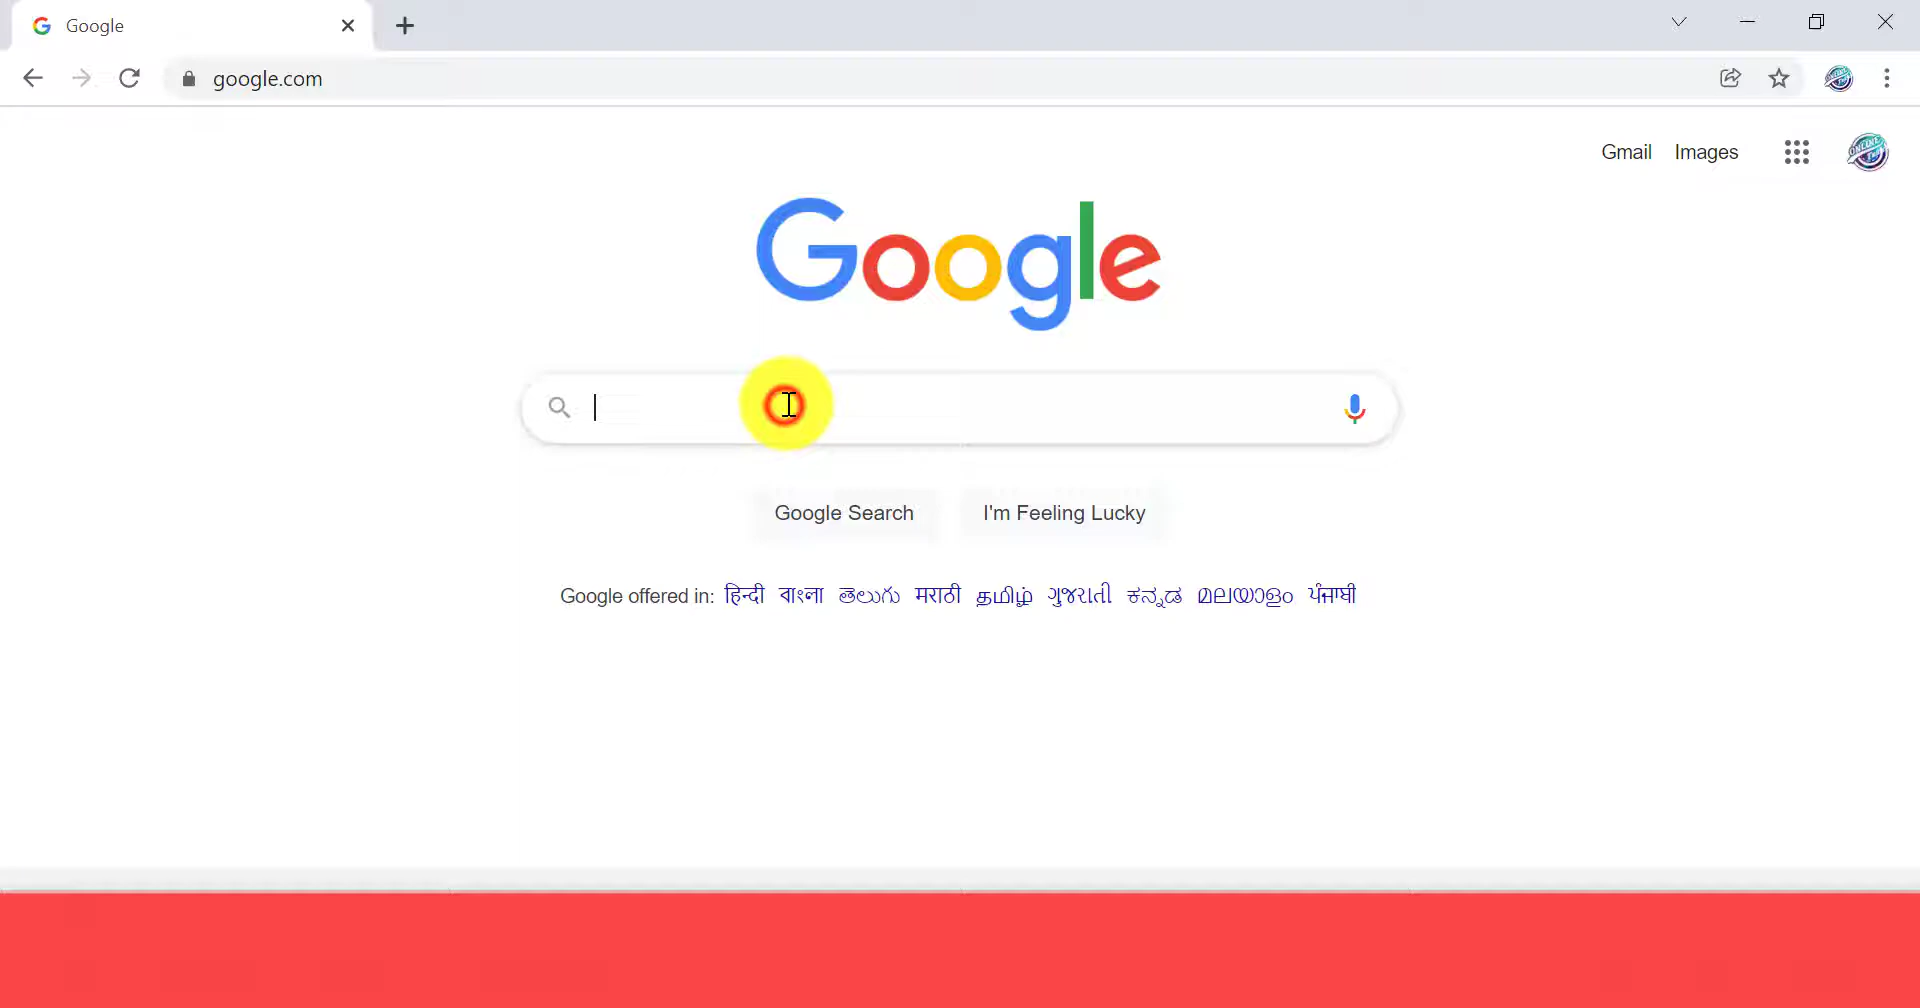 Google
google.com
Gmail Images
Google
Google Search I'm Feeling Lucky
Google offered in: हिन्दी বাংলা తెలుగు मराठी தமிழ் ગુજરાતી ಕನ್ನಡ മലയാളം ਪੰਜਾਬੀ